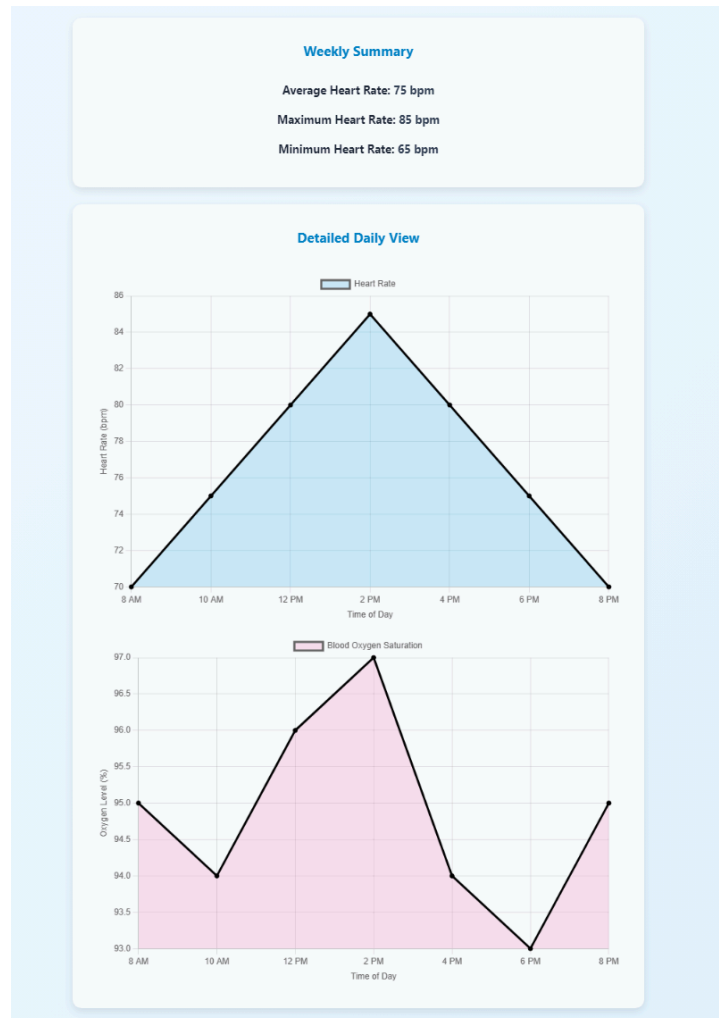 Weekly Summary
Average Heart Rate: 75 bpm
Maximum Heart Rate: 85 bpm
Minimum Heart Rate: 65 bpm
Detailed Daily View
Heart Rate
86
84
82
80
78
76
74
72
70
Heart Rate (bpm)
8 AM 10 AM 12 PM 2 PM 4 PM 6 PM 8 PM
Time of Day
Blood Oxygen Saturation
97.0
96.5
96.0
95.5
95.0
94.5
94.0
93.5
93.0
Oxygen Level (%)
8 AM 10 AM 12 PM 2 PM 4 PM 6 PM 8 PM
Time of Day